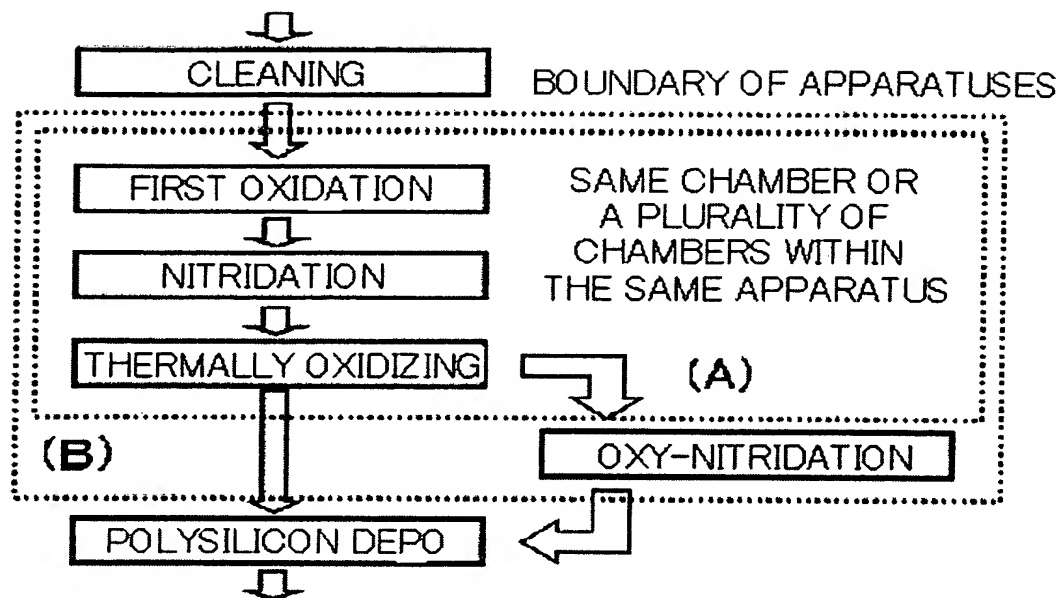 CLEANING
BOUNDARY OF APPARATUSES
FIRST OXIDATION
SAME CHAMBER OR
A PLURALITY OF
CHAMBERS WITHIN
THE SAME APPARATUS
NITRIDATION
THERMALLY OXIDIZING
(A)
(B)
OXY-NITRIDATION
POLYSILICON DEPO